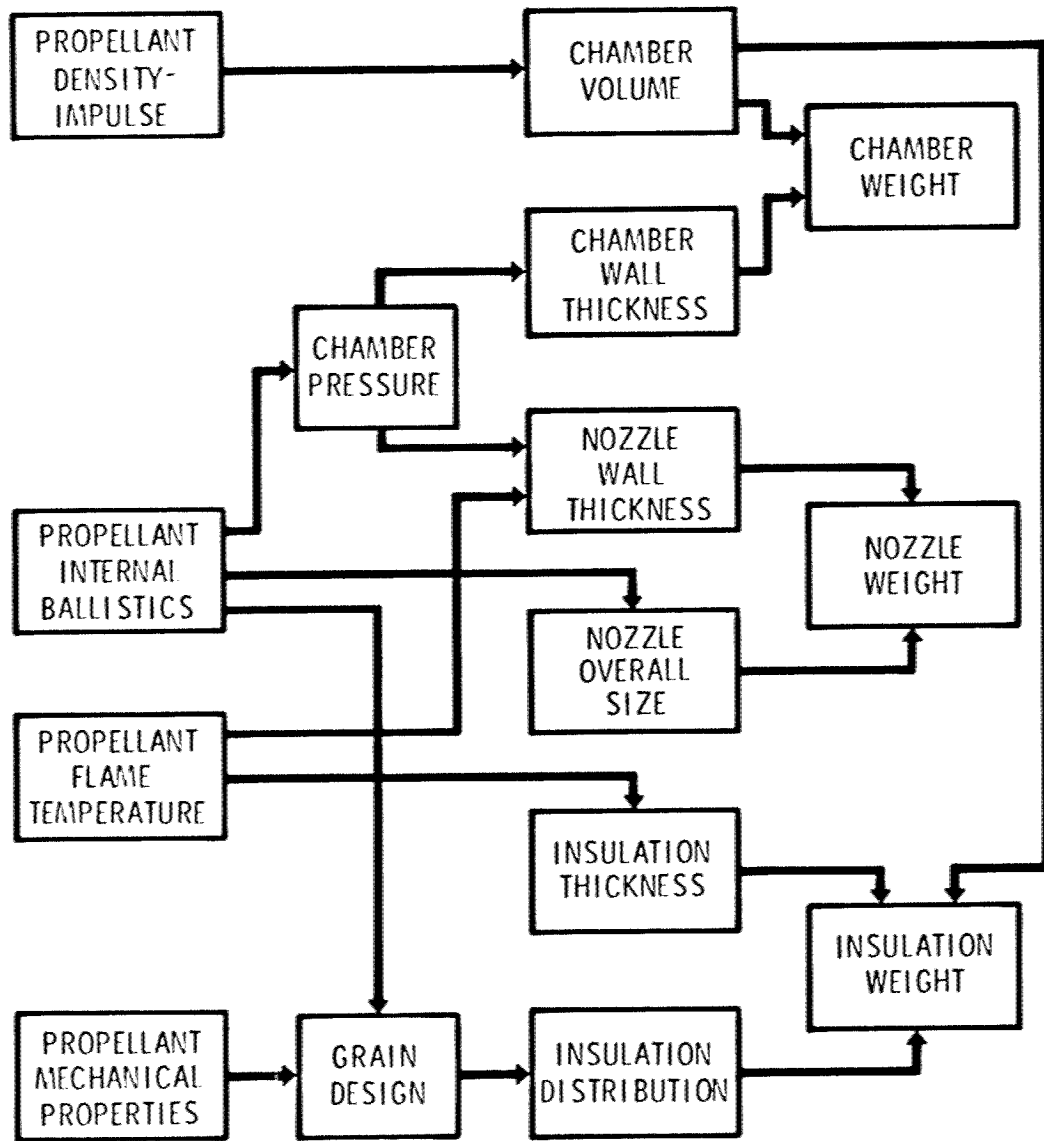 PROPELLANT
DENSITY-
IMPULSE
CHAMBER
VOLUME
CHAMBER
WEIGHT
CHAMBER
WALL
THICKNESS
CHAMBER
PRESSURE
NOZZLE
WALL
THICKNESS
PROPELLANT
INTERNAL
BALLISTICS
NOZZLE
WEIGHT
NOZZLE
OVERALL
SIZE
PROPELLANT
FLAME
TEMPERATURE
INSULATION
THICKNESS
INSULATION
WEIGHT
PROPELLANT
MECHANICAL
PROPERTIES
GRAIN
DESIGN
INSULATION
DISTRIBUTION